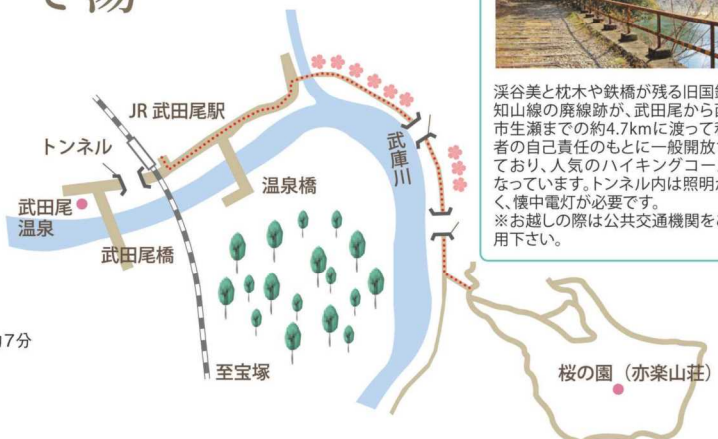 て湯
渓谷美と枕木や鉄橋が残る旧国鉄
知山線の廃線跡が、武田尾から西
市生瀬までの約4.7kmに渡って利
者の自己責任のもとに一般開放
ており、人気のハイキングコー
なっています。トンネル内は照明が
く、懐中電灯が必要です。
※お越しの際は公共交通機関をご
用下さい。
JR 武田尾駅
トンネル
武庫川
温泉橋
武田尾
温泉
武田尾橋
7分
至宝塚
桜の園（亦楽山荘）